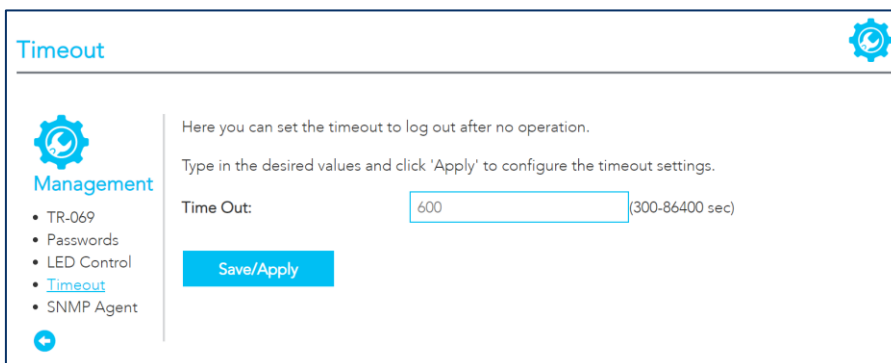 Timeout
Management
• TR-069
• Passwords
• LED Control
• Timeout
• SNMP Agent
Here you can set the timeout to log out after no operation.
Type in the desired values and click 'Apply' to configure the timeout settings.
Time Out: 600 (300-86400 sec)
Save/Apply